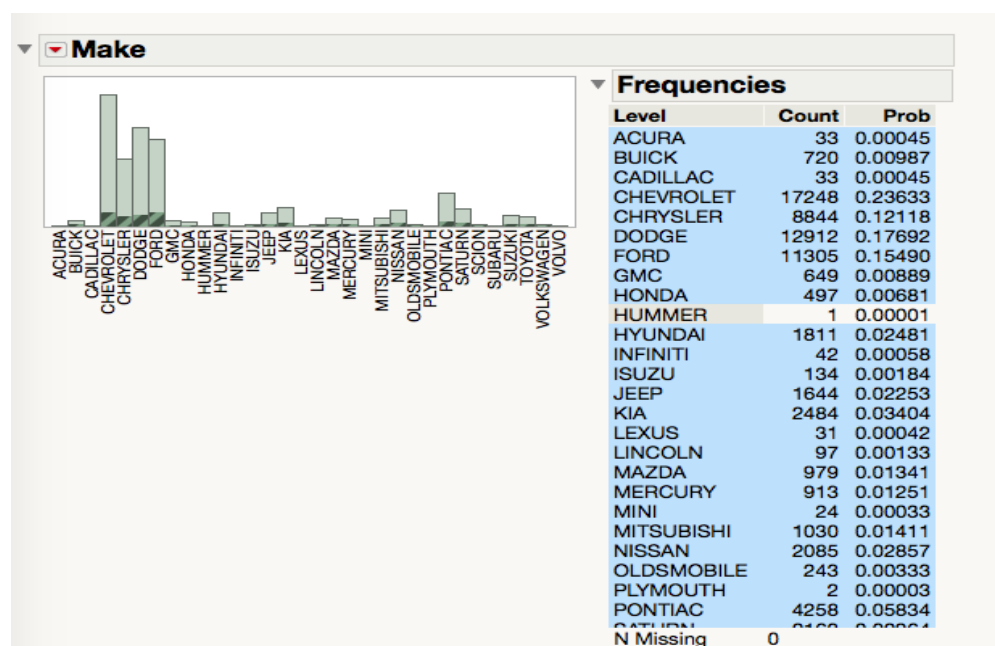 Make
ACURA
BUICK
CADILLAC
CHEVROLET
CHRYSLER
DODGE
FORD
GMC
HONDA
HUMMER
HYUNDAI
INFINITI
ISUZU
JEEP
KIA
LEXUS
LINCOLN
MAZDA
MERCURY
MINI
MITSUBISHI
NISSAN
OLDSMOBILE
PLYMOUTH
PONTIAC
SATURN
SCION
SUBARU
SUZUKI
TOYOTA
VOLKSWAGEN
VOLVO
Frequencies
Level Count Prob
ACURA 33 0.00045
BUICK 720 0.00987
CADILLAC 33 0.00045
CHEVROLET 17248 0.23633
CHRYSLER 8844 0.12118
DODGE 12912 0.17692
FORD 11305 0.15490
GMC 649 0.00889
HONDA 497 0.00681
HUMMER 1 0.00001
HYUNDAI 1811 0.02481
INFINITI 42 0.00058
ISUZU 134 0.00184
JEEP 1644 0.02253
KIA 2484 0.03404
LEXUS 31 0.00042
LINCOLN 97 0.00133
MAZDA 979 0.01341
MERCURY 913 0.01251
MINI 24 0.00033
MITSUBISHI 1030 0.01411
NISSAN 2085 0.02857
OLDSMOBILE 243 0.00333
PLYMOUTH 2 0.00003
PONTIAC 4258 0.05834
SATURN
N Missing 0